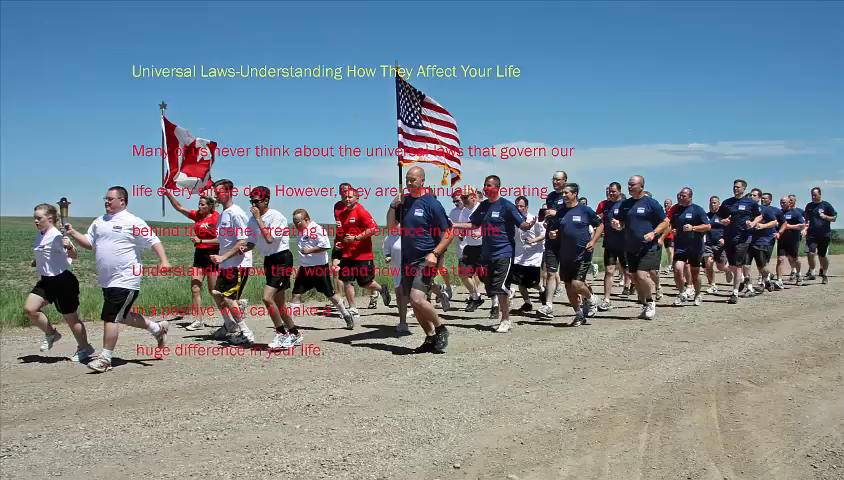 Universal Laws-Understanding How They Affect Your Life
Many of us never think about the universal laws that govern our
life every single day. However, they are continually operating
behind the scene, creating the experience in your life.
Understanding how they work and how to use them
in a positive way can make a
huge difference in your life.